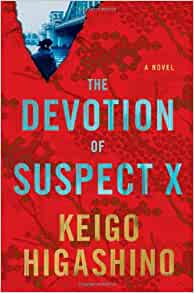 A NOVEL
THE
DEVOTION
OF
SUSPECT X
KEIGO
HIGASHINO